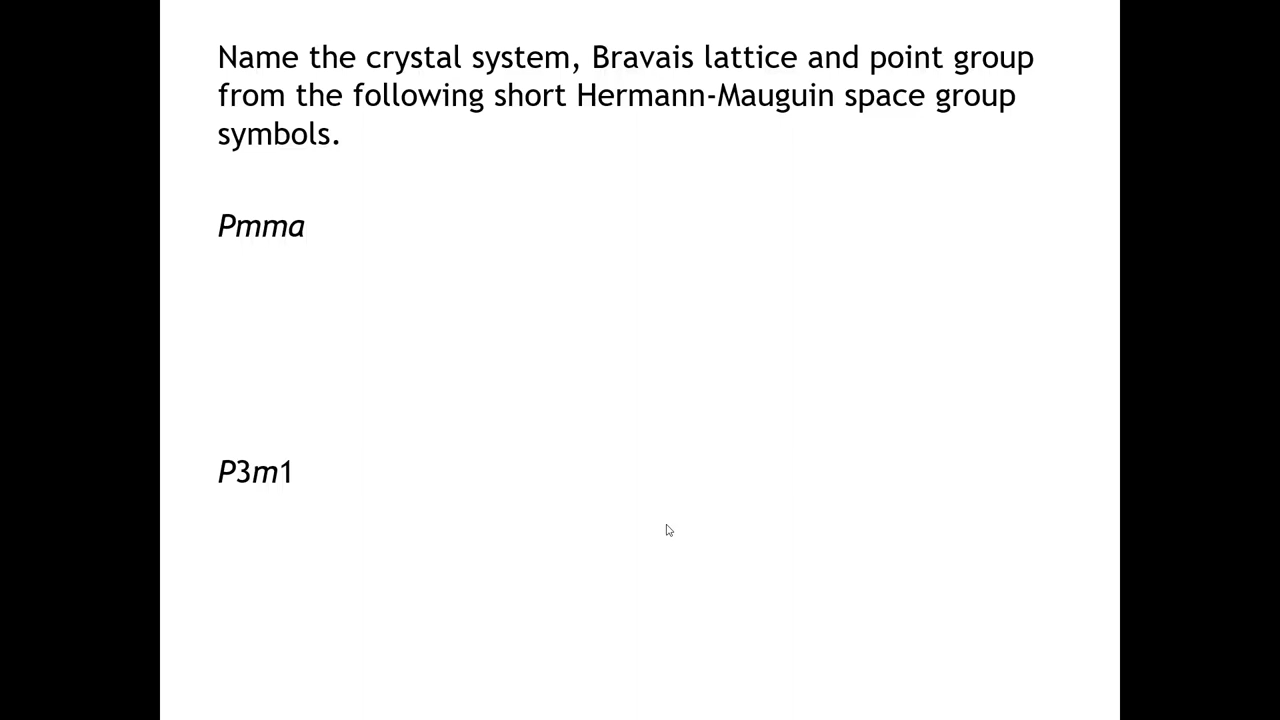 Name the crystal system, Bravais lattice and point group
from the following short Hermann-Mauguin space group
symbols.
Pmma
P3m1